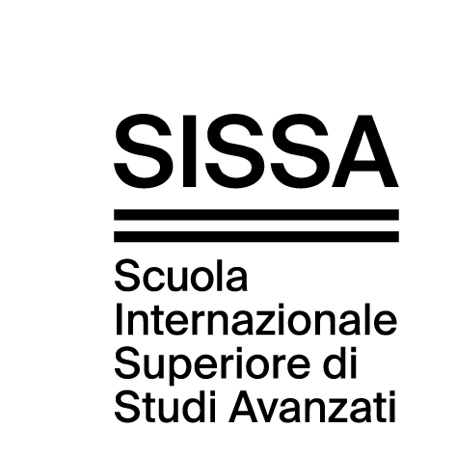 SISSA
Scuola
Internazionale
Superiore di
Studi Avanzati